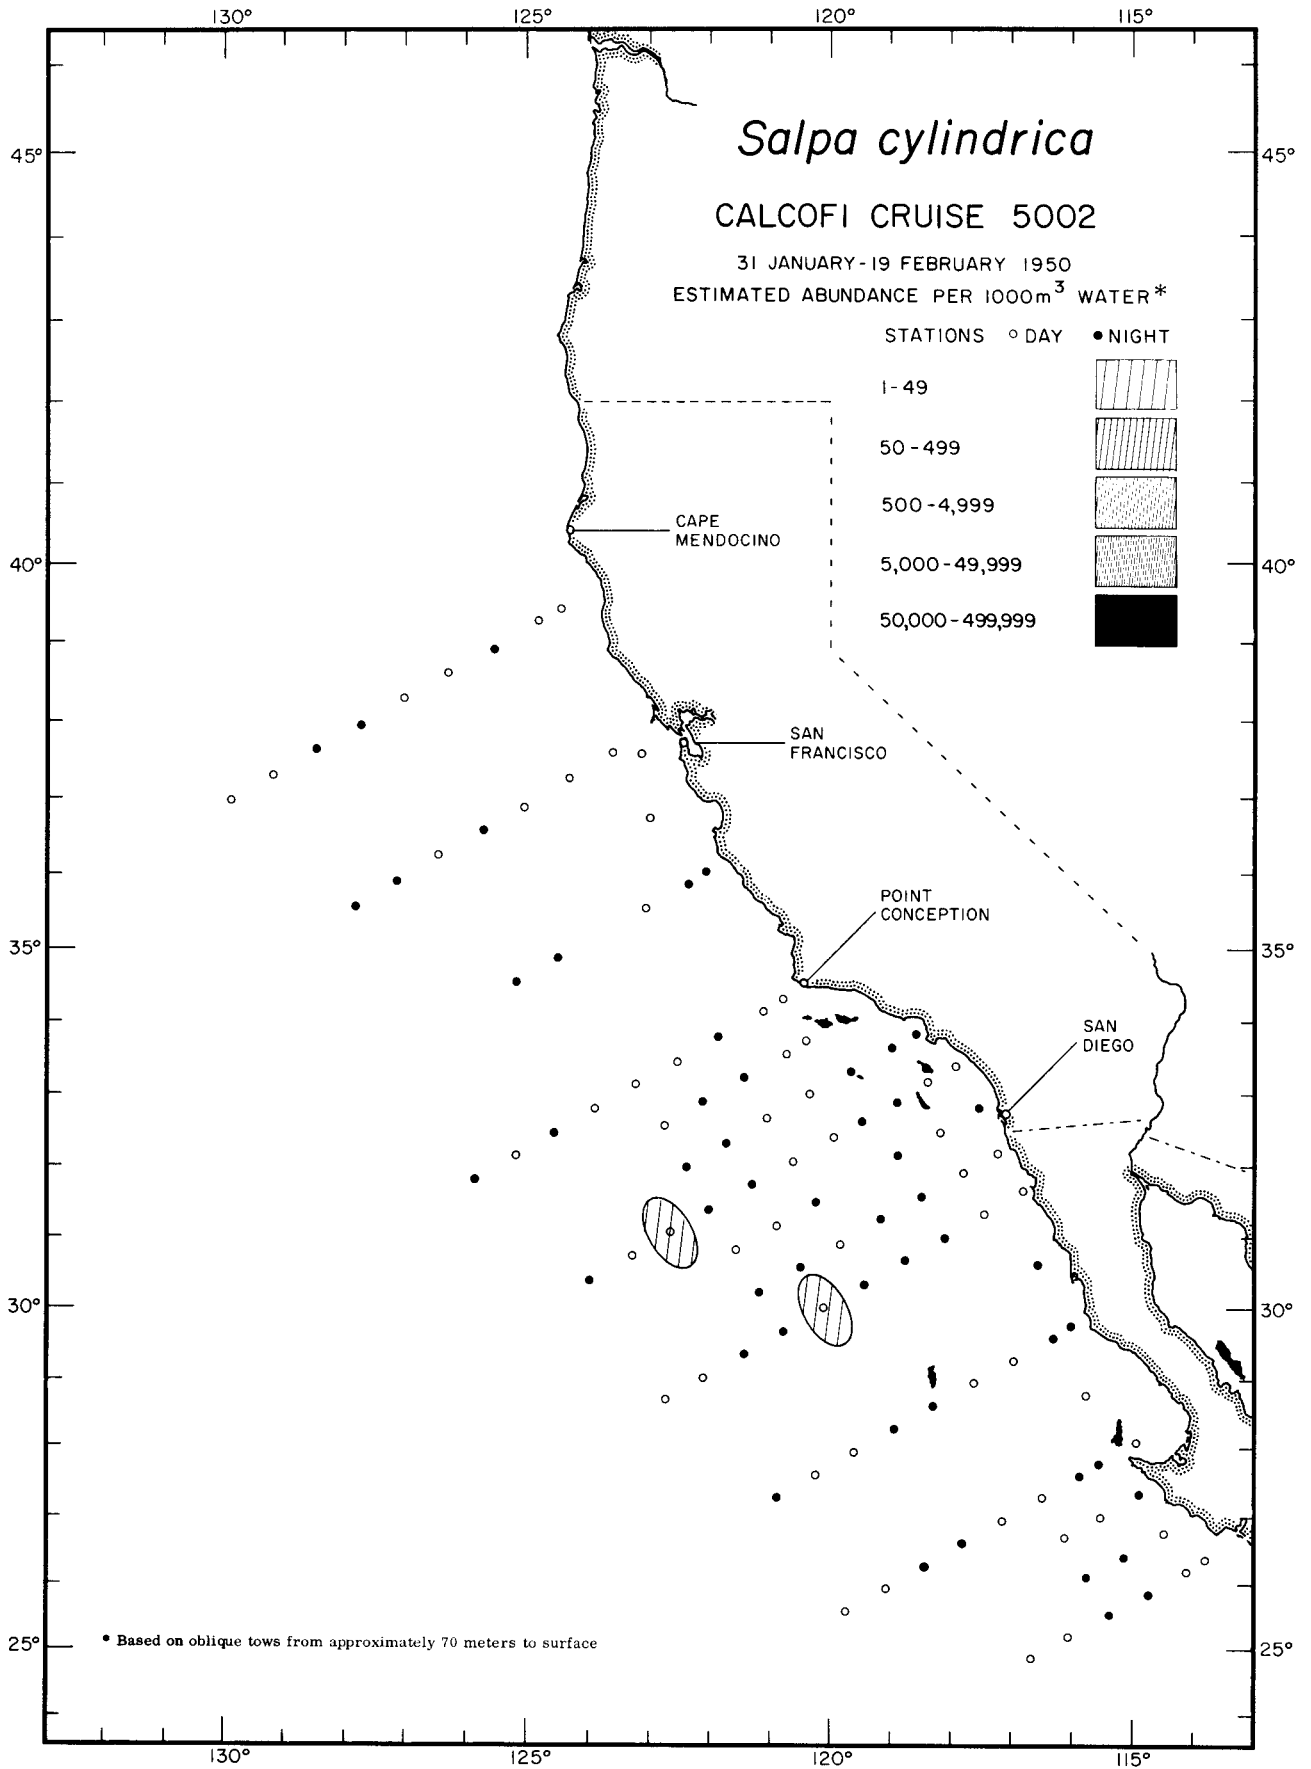 130° 125° 120° 115°
Salpa cylindrica
45° 45°
CALCOFI CRUISE 5002
31 JANUARY-19 FEBRUARY 1950
ESTIMATED ABUNDANCE PER 1000m³ WATER*
STATIONS ○ DAY ● NIGHT
1-49
50-499
500-4,999
CAPE
MENDOCINO
5,000-49,999
40° 40°
50,000-499,999
SAN
FRANCISCO
POINT
CONCEPTION
35° 35°
SAN
DIEGO
30° 30°
● Based on oblique tows from approximately 70 meters to surface
25° 25°
130° 125° 120° 115°